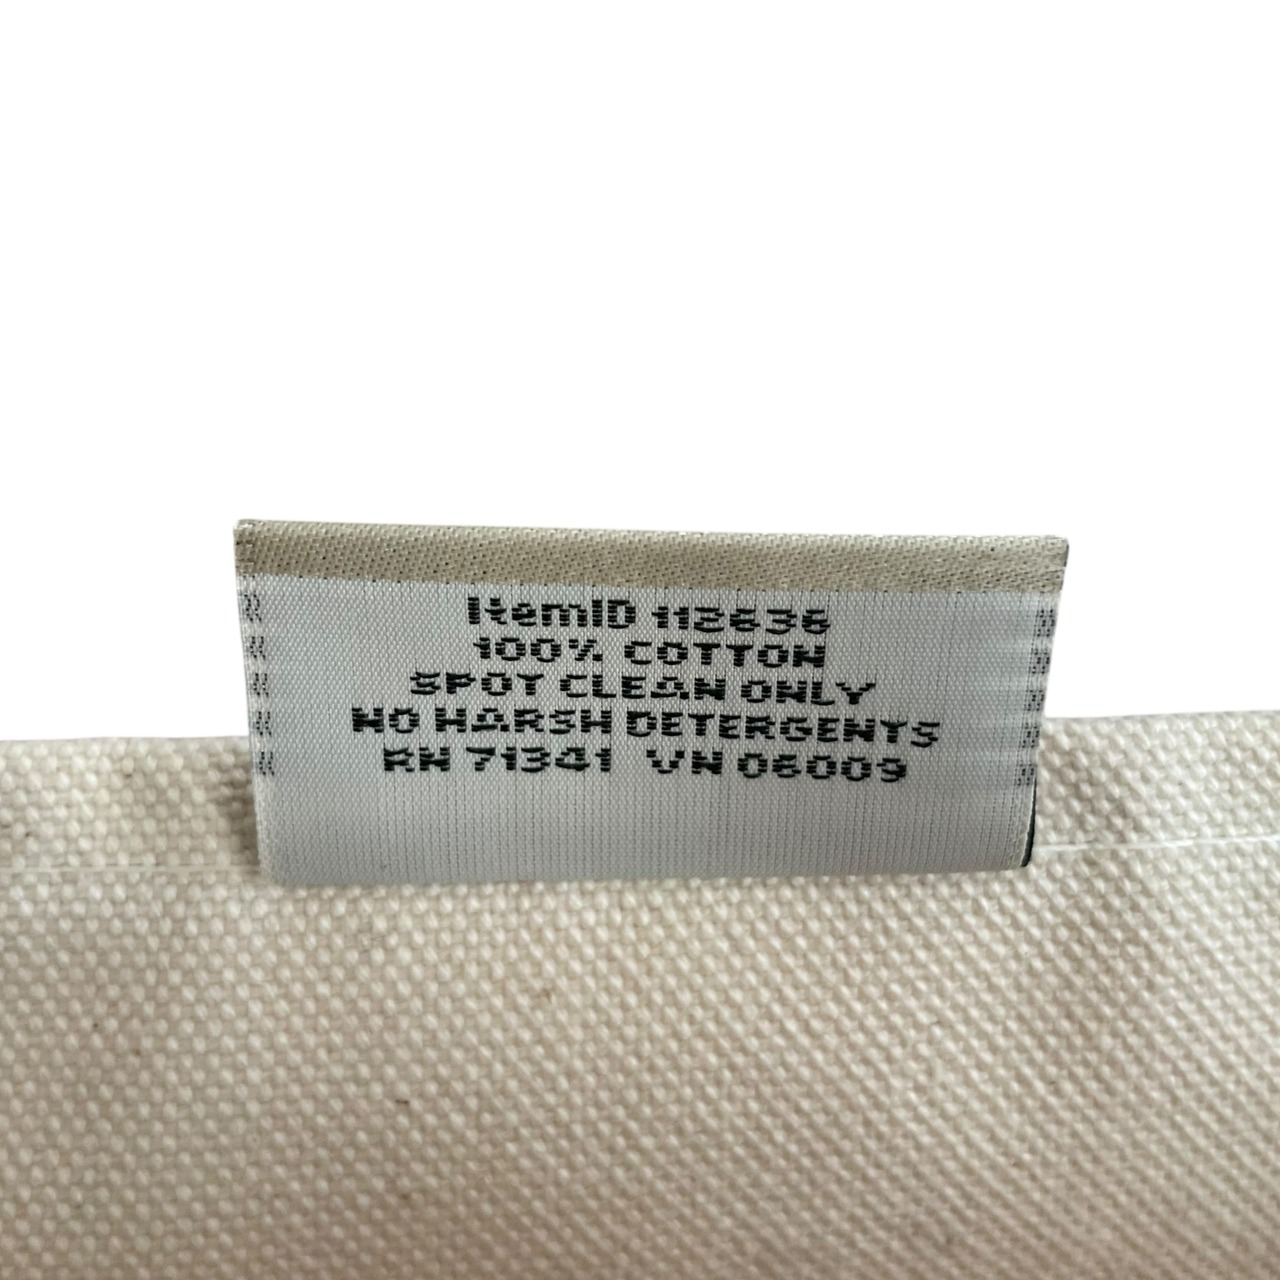 ItemID 112636
100% COTTON
SPOT CLEAN ONLY
NO HARSH DETERGENTS
RN 71341 VN 06009